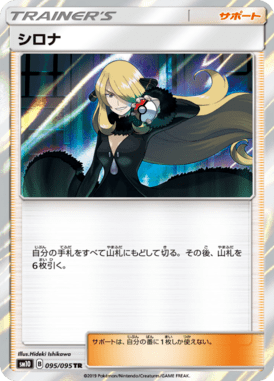 TRAINER'S サポート
シロナ
自分の手札をすべて山札にもどして切る。その後、山札を
6枚引く。
Illus.Hideki Ishikawa
サポートは、自分の番に1枚しか使えない。
sm10 095/095 TR
©2019 Pokémon/Nintendo/Creatures/GAME FREAK.